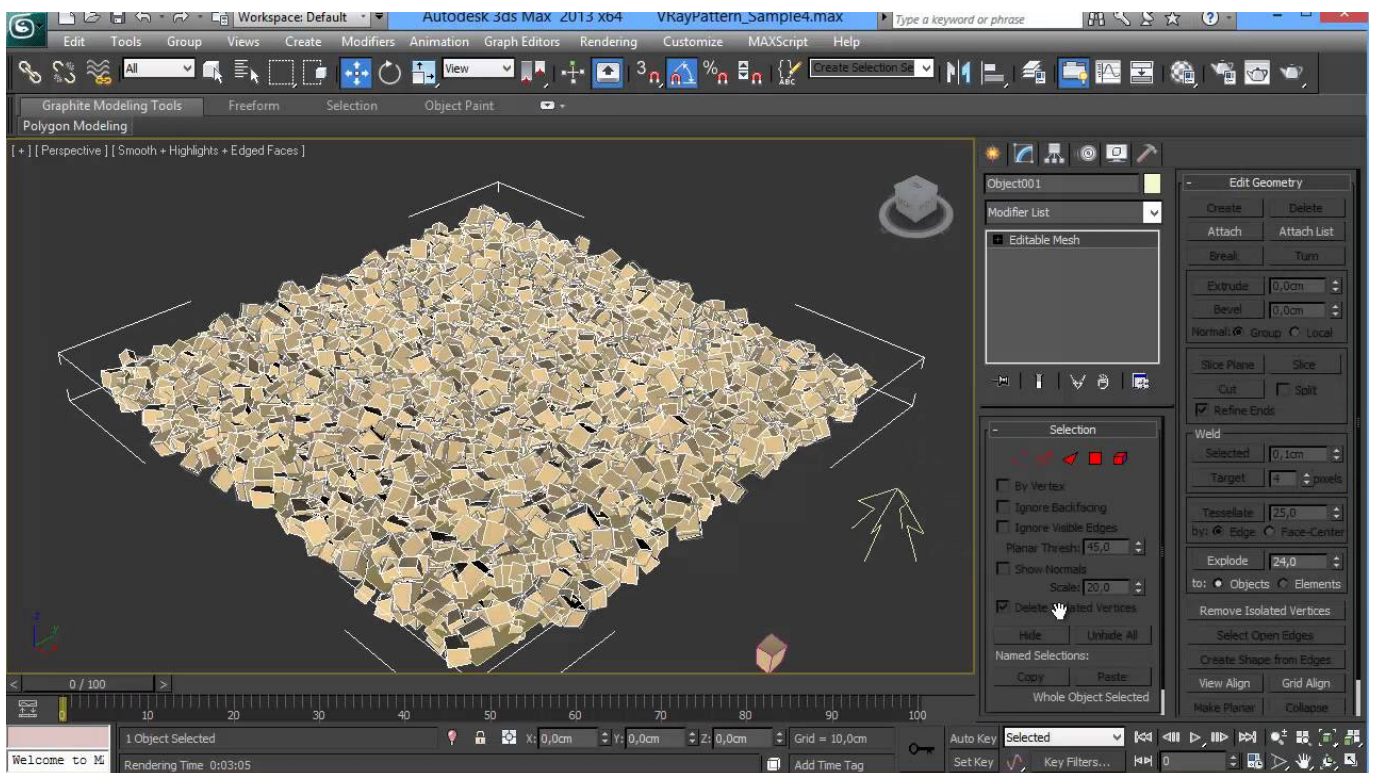 Workspace: Default
Autodesk 3ds Max 2013 x64
VRayPattern_Sample4.max
Type a keyword or phrase
Edit Tools Group Views Create Modifiers Animation Graph Editors Rendering Customize MAXScript Help
All
View
3
%
ABC
Create Selection Se
Graphite Modeling Tools Freeform Selection Object Paint
Polygon Modeling
[ + ] [ Perspective ] [ Smooth + Highlights + Edged Faces ]
Object001
Modifier List
Editable Mesh
- Selection
By Vertex
Ignore Backfacing
Ignore Visible Edges
Planar Thresh: 45,0
Show Normals
Scale: 20,0
Hide Unhide All
Named Selections:
Copy Paste
Whole Object Selected
- Edit Geometry
Create Delete
Attach Attach List
Break Turn
Extrude 0,0cm
Bevel 0,0cm
Normal: Group Local
Slice Plane Slice
Cut Split
Refine Ends
Weld
Selected 0,1cm
Target 4 pixels
Tessellate 25,0
by: Edge Face-Center
Explode 24,0
to: Objects Elements
Remove Isolated Vertices
Select Open Edges
Create Shape from Edges
View Align Grid Align
Make Planar Collapse
z
y
< 0 / 100 >
0 10 20 30 40 50 60 70 80 90 100
1 Object Selected
X: 0,0cm Y: 0,0cm Z: 0,0cm
Grid = 10,0cm
Auto Key Selected
Welcome to M
Rendering Time 0:03:05
Add Time Tag
Set Key Key Filters...
0